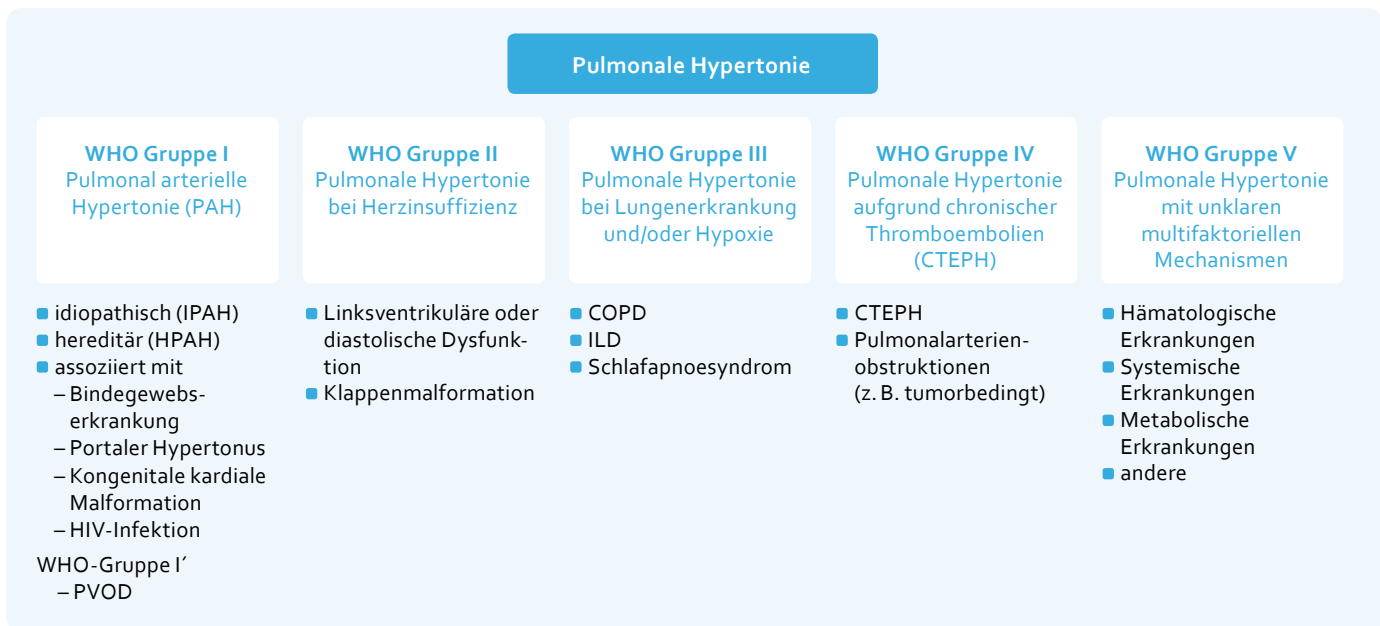 Pulmonale Hypertonie
WHO Gruppe I
Pulmonal arterielle
Hypertonie (PAH)
WHO Gruppe II
Pulmonale Hypertonie
bei Herzinsuffizienz
WHO Gruppe III
Pulmonale Hypertonie
bei Lungenerkrankung
und/oder Hypoxie
WHO Gruppe IV
Pulmonale Hypertonie
aufgrund chronischer
Thromboembolien
(CTEPH)
WHO Gruppe V
Pulmonale Hypertonie
mit unklaren
multifaktoriellen
Mechanismen
idiopathisch (IPAH)
hereditär (HPAH)
assoziiert mit
– Bindegewebs-
erkrankung
– Portaler Hypertonus
– Kongenitale kardiale
Malformation
– HIV-Infektion
WHO-Gruppe I′
– PVOD
Linksventrikuläre oder
diastolische Dysfunk-
tion
Klappenmalformation
COPD
ILD
Schlafapnoesyndrom
CTEPH
Pulmonalarterien-
obstruktionen
(z. B. tumorbedingt)
Hämatologische
Erkrankungen
Systemische
Erkrankungen
Metabolische
Erkrankungen
andere